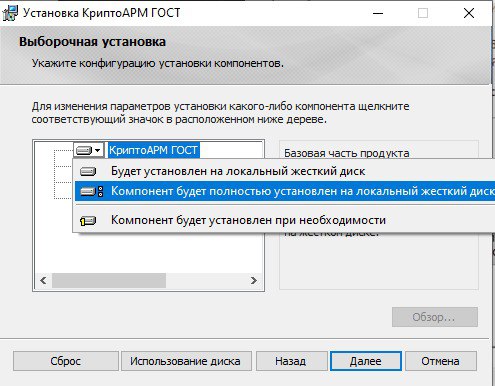 Установка КриптоАРМ ГОСТ
Выборочная установка
Укажите конфигурацию установки компонентов.
Для изменения параметров установки какого-либо компонента щелкните
соответствующий значок в расположенном ниже дереве.
КриптоАРМ ГОСТ
Базовая часть продукта
Будет установлен на локальный жесткий диск
Компонент будет полностью установлен на локальный жесткий диск
Компонент будет установлен при необходимости
на жестком диске.
Обзор...
Сброс
Использование диска
Назад
Далее
Отмена